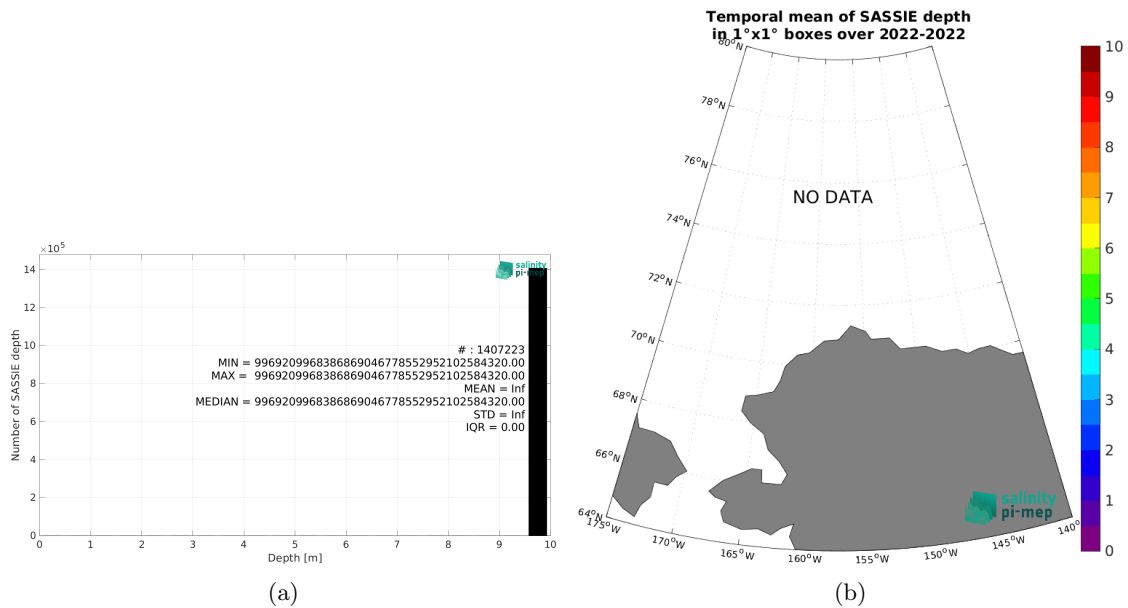 ×10^5
14
12
10
8
6
4
2
0
Number of SASSIE depth
salinity
pi-mep
# : 1407223
MIN = 9969209968386869046778552952102584320.00
MAX = 9969209968386869046778552952102584320.00
MEAN = Inf
MEDIAN = 9969209968386869046778552952102584320.00
STD = Inf
IQR = 0.00
0 1 2 3 4 5 6 7 8 9 10
Depth [m]
(a)
Temporal mean of SASSIE depth
in 1°x1° boxes over 2022-2022
80°N
78°N
76°N
74°N
72°N
70°N
68°N
66°N
64°N
NO DATA
175°W
170°W
165°W
160°W
155°W
150°W
145°W
140°
salinity
pi-mep
10
9
8
7
6
5
4
3
2
1
0
(b)